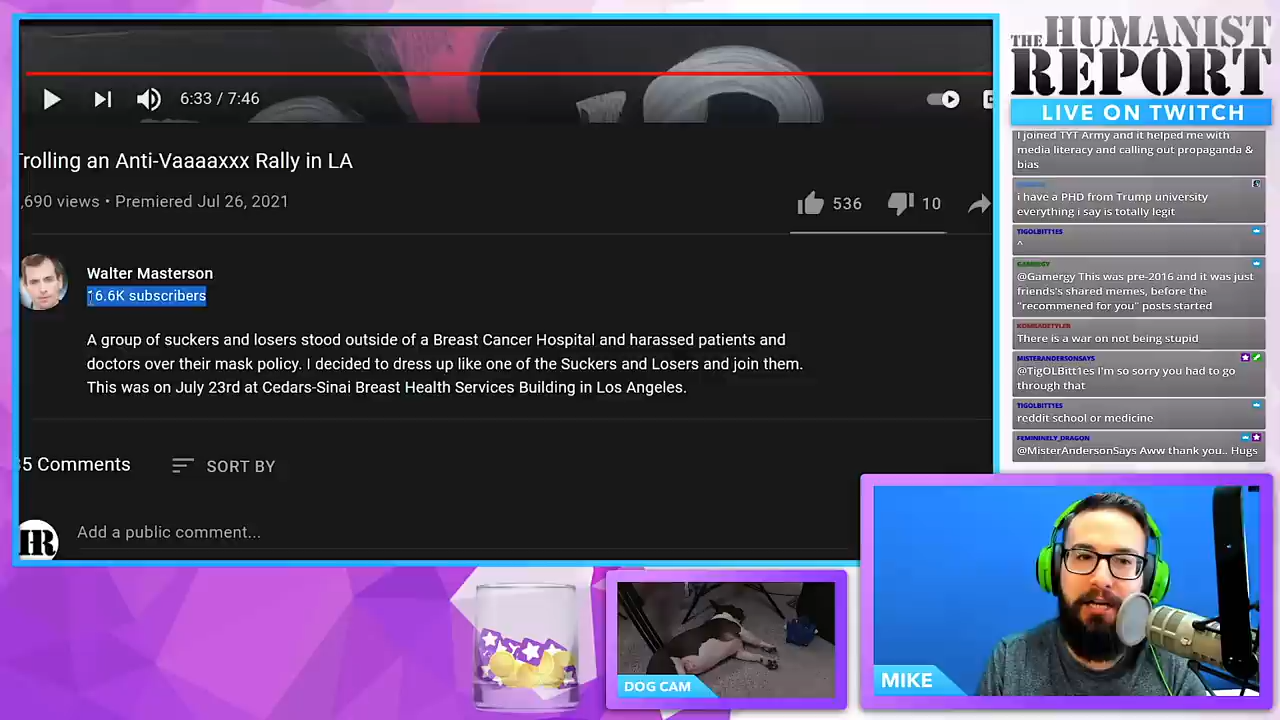 6:33 / 7:46
Trolling an Anti-Vaaaaxxx Rally in LA
,690 views • Premiered Jul 26, 2021
536
10
Walter Masterson
16.6K subscribers
A group of suckers and losers stood outside of a Breast Cancer Hospital and harassed patients and
doctors over their mask policy. I decided to dress up like one of the Suckers and Losers and join them.
This was on July 23rd at Cedars-Sinai Breast Health Services Building in Los Angeles.
35 Comments
SORT BY
HR
Add a public comment...
THE HUMANIST
REPORT
LIVE ON TWITCH
I joined TYT Army and it helped me with
media literacy and calling out propaganda &
bias
i have a PHD from Trump university
everything i say is totally legit
TIGOLBITT1ES
^
GAMERGY
@Gamergy This was pre-2016 and it was just
friends's shared memes, before the
"recommened for you" posts started
There is a war on not being stupid
MISTERANDERSONSAYS
@TigOLBitt1es I'm so sorry you had to go
through that
TIGOLBITT1ES
reddit school or medicine
FEMININELY_DRAGON
@MisterAndersonSays Aww thank you.. Hugs
DOG CAM
MIKE